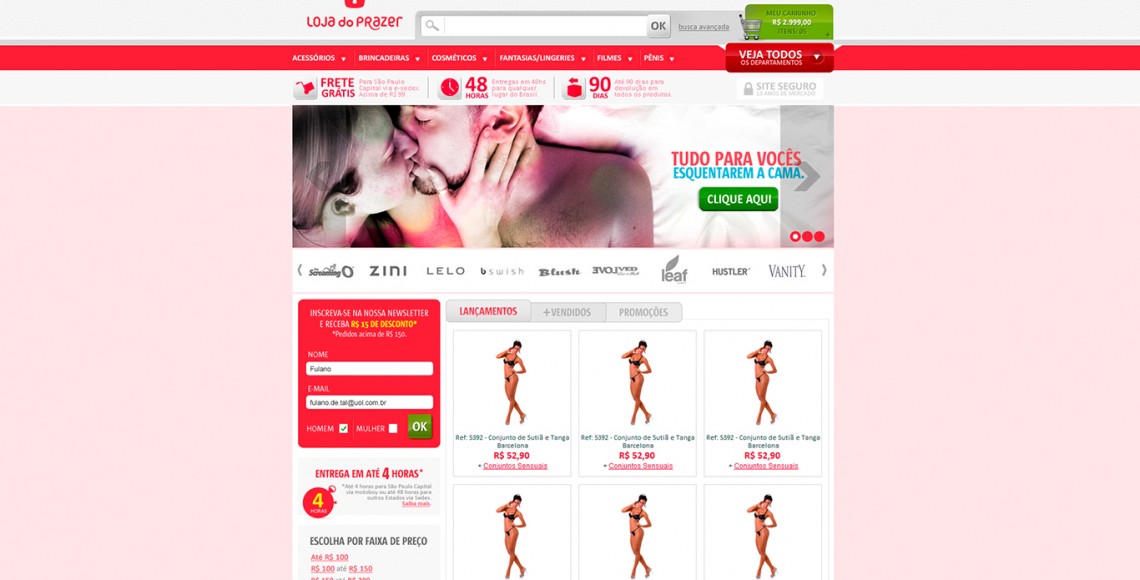 LOJA do PRAZER
OK
busca avançada
MEU CARRINHO
R$ 2.999,00
ITENS: 05
ACESSÓRIOS
BRINCADEIRAS
COSMÉTICOS
FANTASIAS/LINGERIES
FILMES
PÊNIS
VEJA TODOS
OS DEPARTAMENTOS
FRETE
GRÁTIS
Para São Paulo
Capital via e-sedex.
Acima de R$ 99
48
HORAS
Entregas em 48hs
para qualquer
lugar do Brasil.
90
DIAS
Até 90 dias para
devolução em
todos os produtos.
SITE SEGURO
TUDO PARA VOCÊS
ESQUENTAREM A CAMA.
CLIQUE AQUI
Screaming O
ZINI
LELO
bswish
Blush
leaf
HUSTLER
VANITY
INSCREVA-SE NA NOSSA NEWSLETTER
E RECEBA R$ 15 DE DESCONTO*
*Pedidos acima de R$ 150.
NOME
Fulano
E-MAIL
fulano.de.tal@uol.com.br
HOMEM
MULHER
OK
LANÇAMENTOS
+VENDIDOS
PROMOÇÕES
Ref: 5392 - Conjunto de Sutiã e Tanga
Barcelona
R$ 52,90
+ Conjuntos Sensuais
Ref: 5392 - Conjunto de Sutiã e Tanga
Barcelona
R$ 52,90
+ Conjuntos Sensuais
Ref: 5392 - Conjunto de Sutiã e Tanga
Barcelona
R$ 52,90
+ Conjuntos Sensuais
ENTREGA EM ATÉ 4 HORAS*
4
HORAS
*Até 4 horas para São Paulo Capital
via motoboy ou até 48 horas para
outros Estados via Sedex.
Saiba mais.
ESCOLHA POR FAIXA DE PREÇO
Até R$ 100
R$ 100 até R$ 150